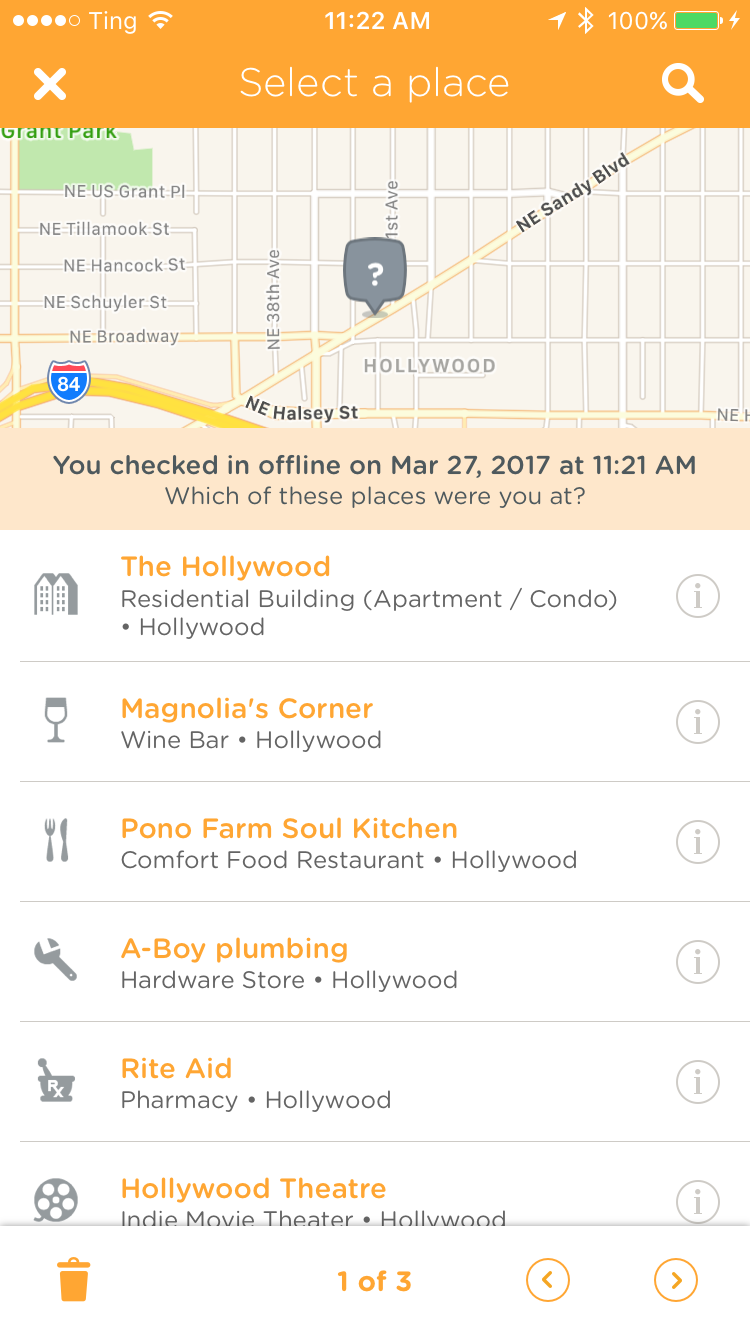 Ting
11:22 AM
100%
Select a place
Grant Park
NE US Grant Pl
NE Tillamook St
NE Hancock St
NE Schuyler St
NE Broadway
NE 38th Ave
1st Ave
NE Sandy Blvd
?
HOLLYWOOD
84
NE Halsey St
NE H
You checked in offline on Mar 27, 2017 at 11:21 AM
Which of these places were you at?
The Hollywood
Residential Building (Apartment / Condo)
• Hollywood
i
Magnolia's Corner
Wine Bar • Hollywood
i
Pono Farm Soul Kitchen
Comfort Food Restaurant • Hollywood
i
A-Boy plumbing
Hardware Store • Hollywood
i
Rx
Rite Aid
Pharmacy • Hollywood
i
Hollywood Theatre
Indie Movie Theater • Hollywood
i
1 of 3